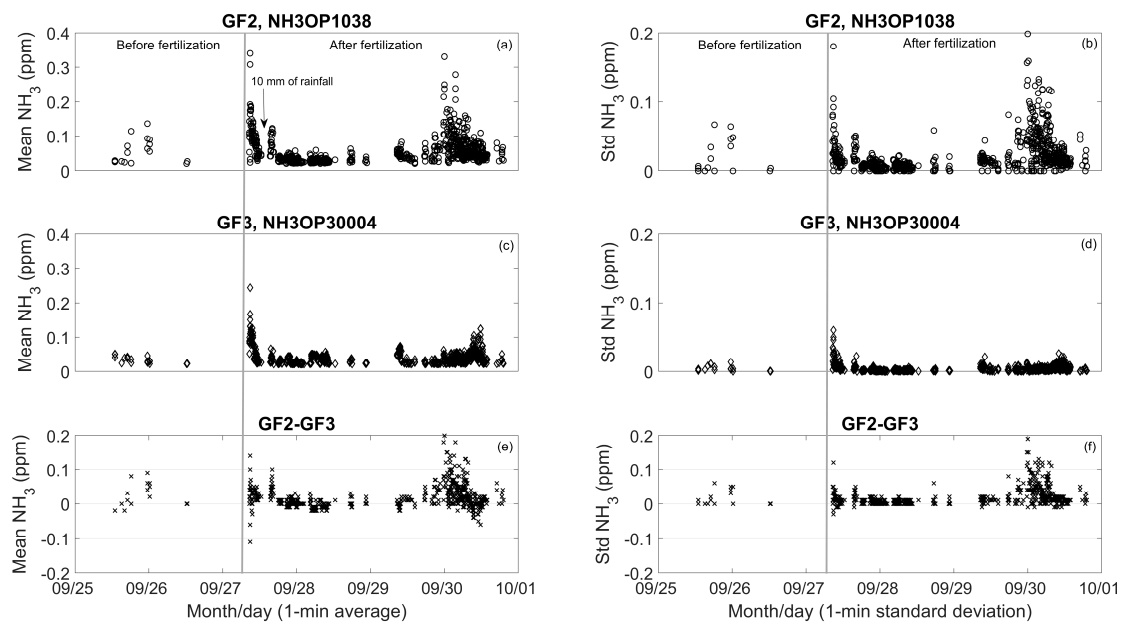 GF2, NH3OP1038
Mean NH3 (ppm)
0.4
0.3
0.2
0.1
0
Before fertilization
After fertilization
(a)
10 mm of rainfall
GF2, NH3OP1038
Std NH3 (ppm)
0.2
0.1
0
Before fertilization
After fertilization
(b)
GF3, NH3OP30004
Mean NH3 (ppm)
0.4
0.3
0.2
0.1
0
(c)
GF3, NH3OP30004
Std NH3 (ppm)
0.2
0.1
0
(d)
GF2-GF3
Mean NH3 (ppm)
0.2
0.1
0
-0.1
-0.2
(e)
09/25 09/26 09/27 09/28 09/29 09/30 10/01
Month/day (1-min average)
GF2-GF3
Std NH3 (ppm)
0.2
0.1
0
-0.1
-0.2
(f)
09/25 09/26 09/27 09/28 09/29 09/30 10/01
Month/day (1-min standard deviation)